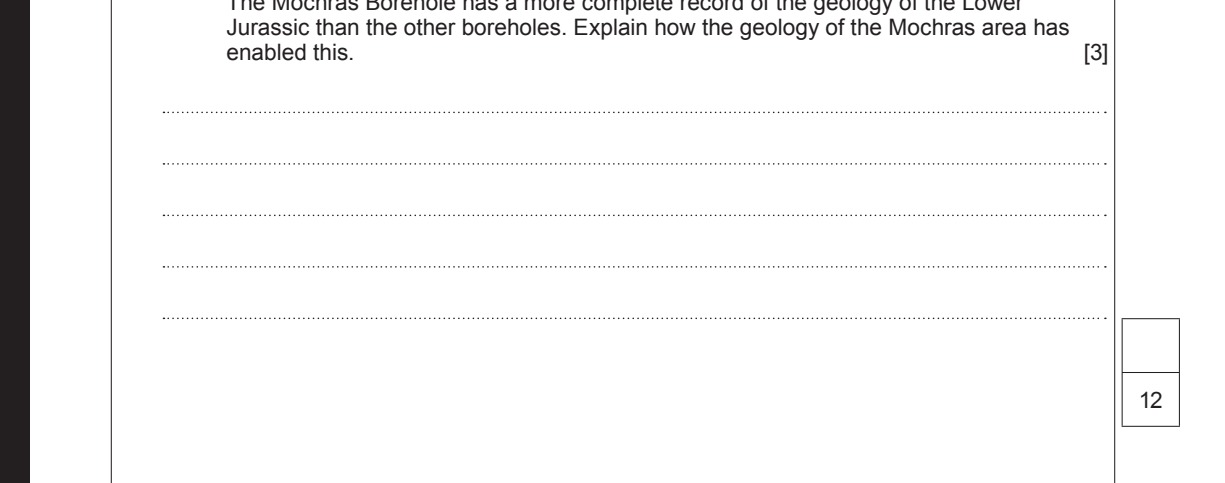 The Mochras Borehole has a more complete record of the geology of the Lower
Jurassic than the other boreholes. Explain how the geology of the Mochras area has
enabled this. [3]
12